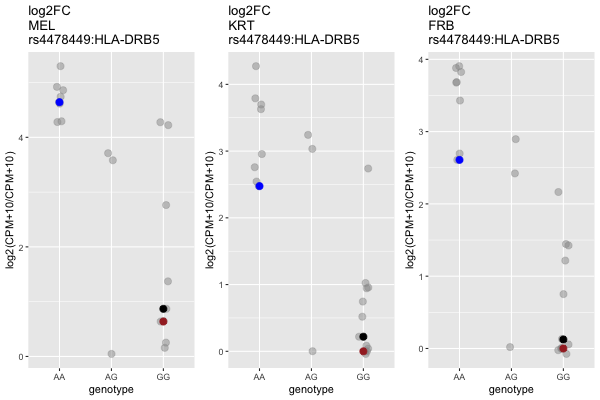 log2FC
MEL
rs4478449:HLA-DRB5
log2(CPM+10/CPM+10)
4
2
0
AA
AG
GG
genotype
log2FC
KRT
rs4478449:HLA-DRB5
log2(CPM+10/CPM+10)
4
3
2
1
0
AA
AG
GG
genotype
log2FC
FRB
rs4478449:HLA-DRB5
log2(CPM+10/CPM+10)
4
3
2
1
0
AA
AG
GG
genotype